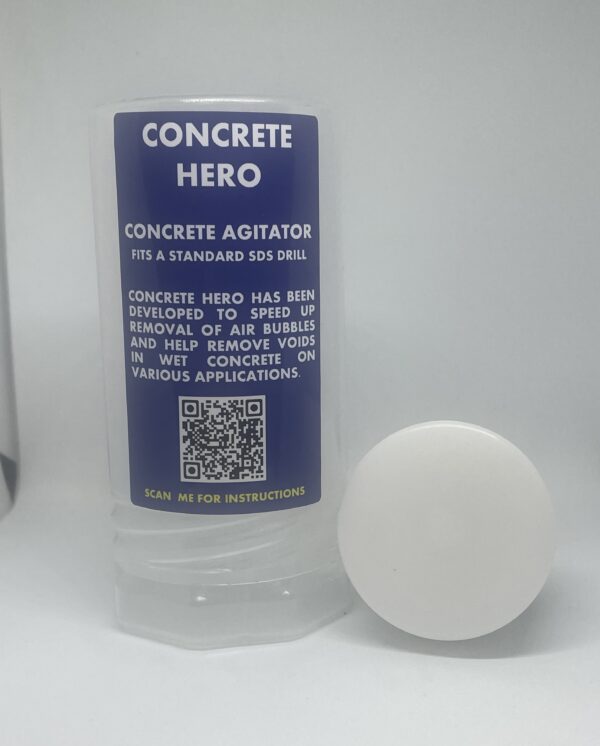 CONCRETE
HERO
CONCRETE AGITATOR
FITS A STANDARD SDS DRILL
CONCRETE HERO HAS BEEN
DEVELOPED TO SPEED UP
REMOVAL OF AIR BUBBLES
AND HELP REMOVE VOIDS
IN WET CONCRETE ON
VARIOUS APPLICATIONS.
SCAN ME FOR INSTRUCTIONS